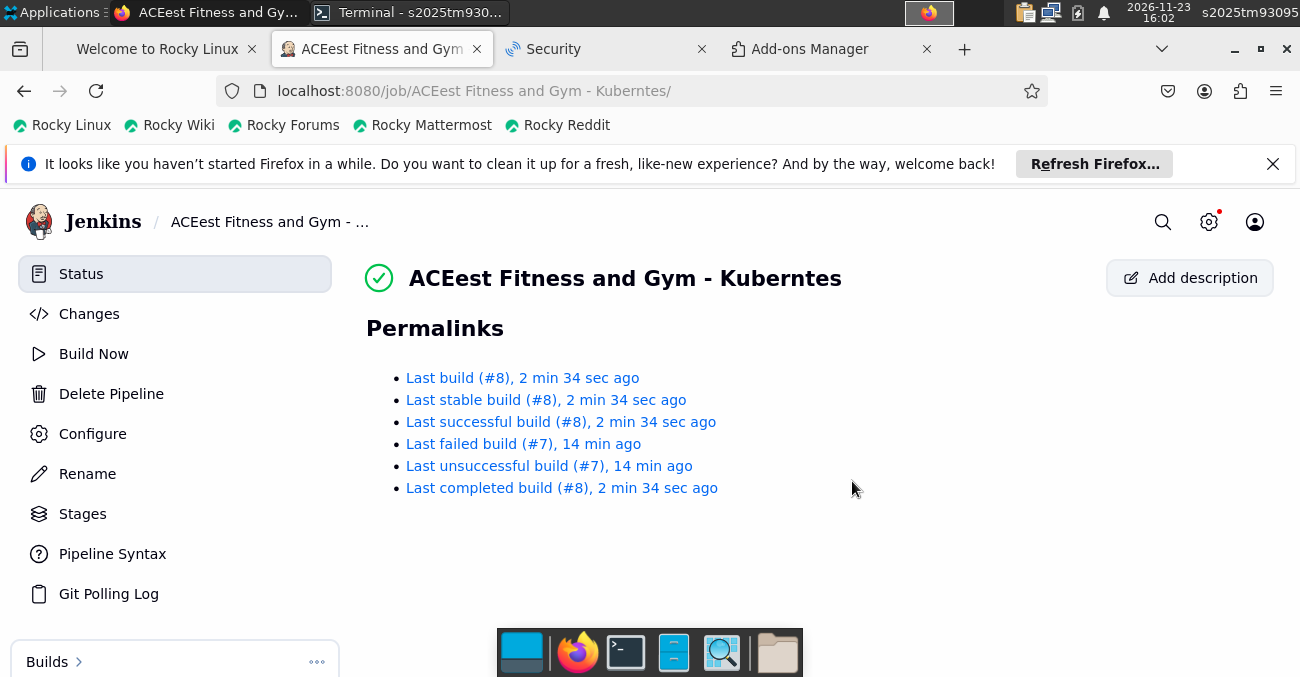 Applications ACEest Fitness and Gy... Terminal - s2025tm930... 2026-11-23 16:02 s2025tm93095
Welcome to Rocky Linux ACEest Fitness and Gym Security Add-ons Manager
localhost:8080/job/ACEest Fitness and Gym - Kuberntes/
Rocky Linux Rocky Wiki Rocky Forums Rocky Mattermost Rocky Reddit
It looks like you haven’t started Firefox in a while. Do you want to clean it up for a fresh, like-new experience? And by the way, welcome back! Refresh Firefox…
Jenkins / ACEest Fitness and Gym - …
Status
Changes
Build Now
Delete Pipeline
Configure
Rename
Stages
Pipeline Syntax
Git Polling Log
Builds
ACEest Fitness and Gym - Kuberntes
Add description
Permalinks
Last build (#8), 2 min 34 sec ago
Last stable build (#8), 2 min 34 sec ago
Last successful build (#8), 2 min 34 sec ago
Last failed build (#7), 14 min ago
Last unsuccessful build (#7), 14 min ago
Last completed build (#8), 2 min 34 sec ago